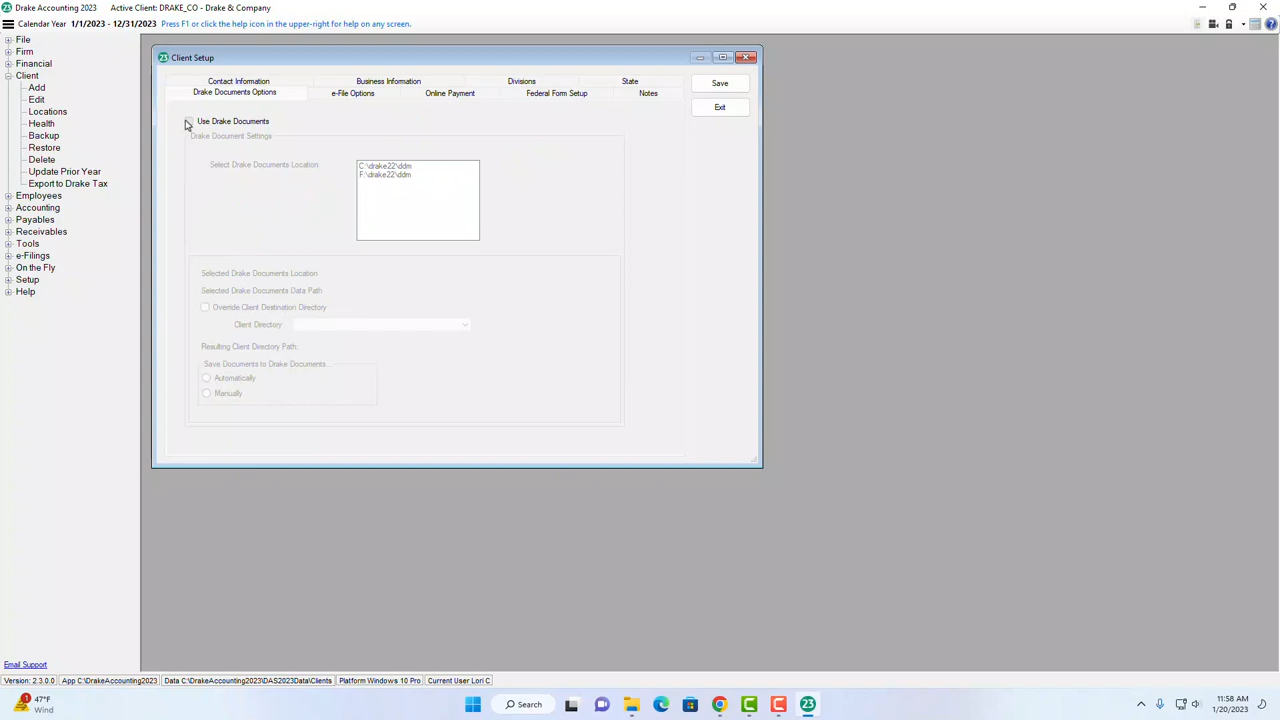 Drake Accounting 2023 Active Client: DRAKE_CO - Drake & Company
Calendar Year 1/1/2023 - 12/31/2023 Press F1 or click the help icon in the upper-right for help on any screen.
File
Firm
Financial
Client
Add
Edit
Locations
Health
Backup
Restore
Delete
Update Prior Year
Export to Drake Tax
Employees
Accounting
Payables
Receivables
Tools
e-Filings
On the Fly
Setup
Help
Email Support
23 Client Setup
Contact Information Business Information Divisions State
Drake Documents Options e-File Options Online Payment Federal Form Setup Notes
Save
Exit
Use Drake Documents
Drake Document Settings
Select Drake Documents Location
C:\drake22\ddm
F:\drake22\ddm
Selected Drake Documents Location
Selected Drake Documents Data Path
Override Client Destination Directory
Client Directory
Resulting Client Directory Path:
Save Documents to Drake Documents...
Automatically
Manually
Version: 2.3.0.0 App C:\DrakeAccounting2023 Data C:\DrakeAccounting2023\DAS2023Data\Clients Platform Windows 10 Pro Current User Lori C
47°F
Wind
Search
23
11:58 AM
1/20/2023